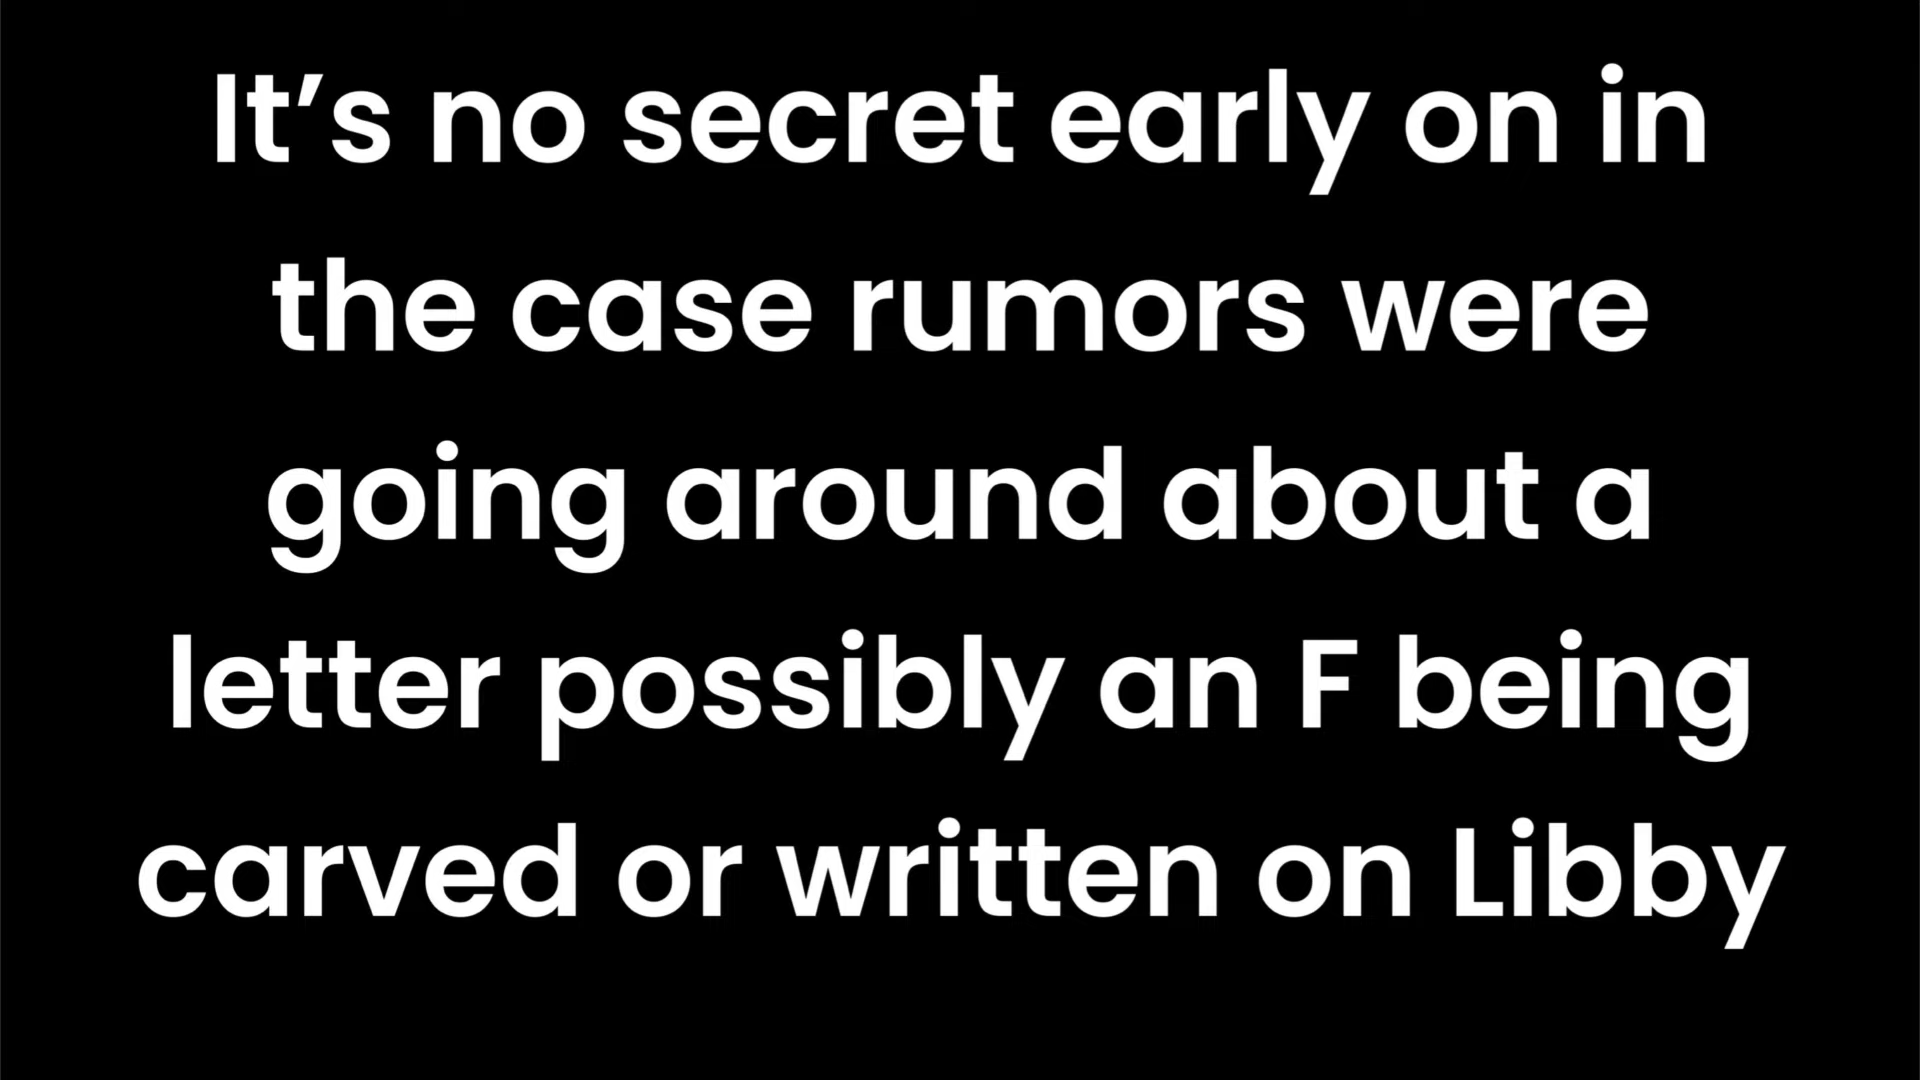 It’s no secret early on in
the case rumors were
going around about a
letter possibly an F being
carved or written on Libby